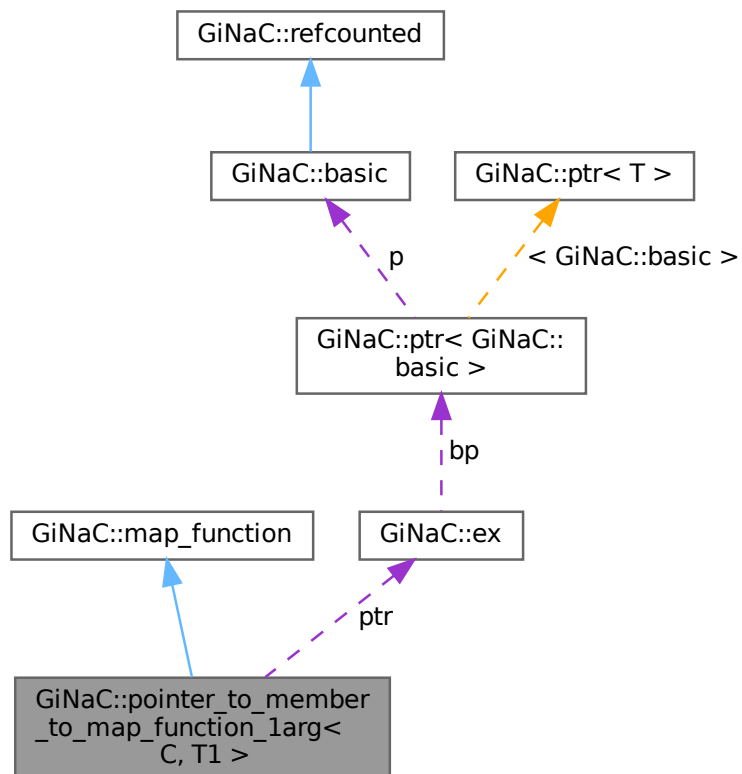 GiNaC::refcounted
GiNaC::basic
GiNaC::ptr< T >
p
< GiNaC::basic >
GiNaC::ptr< GiNaC::
basic >
bp
GiNaC::map_function
GiNaC::ex
ptr
GiNaC::pointer_to_member
_to_map_function_1arg<
C, T1 >